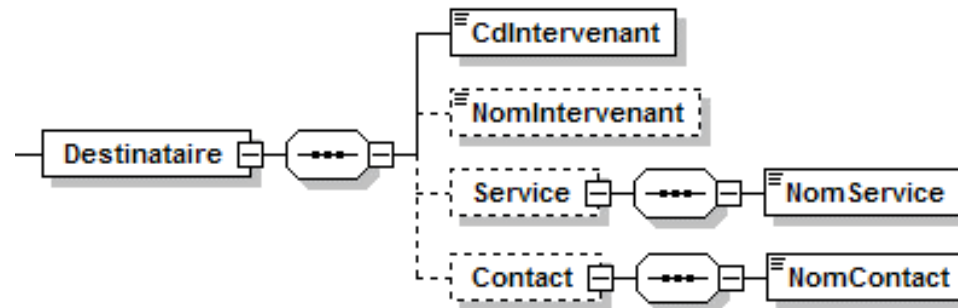 CdIntervenant
NomIntervenant
Destinataire
Service
NomService
Contact
NomContact